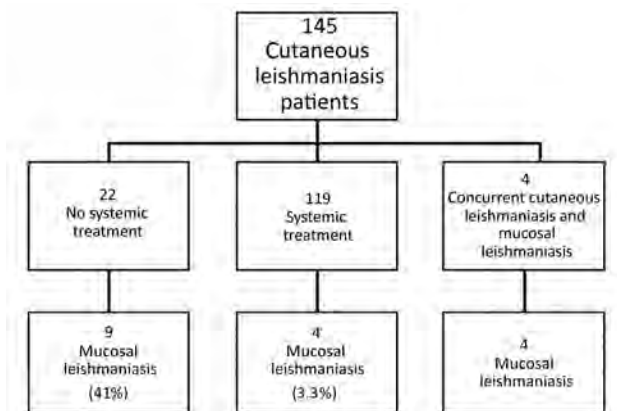 145
Cutaneous
leishmaniasis
patients
22
No systemic
treatment
119
Systemic
treatment
4
Concurrent cutaneous
leishmaniasis and
mucosal
leishmaniasis
9
Mucosal
leishmaniasis
(41%)
4
Mucosal
leishmaniasis
(3.3%)
4
Mucosal
leishmaniasis